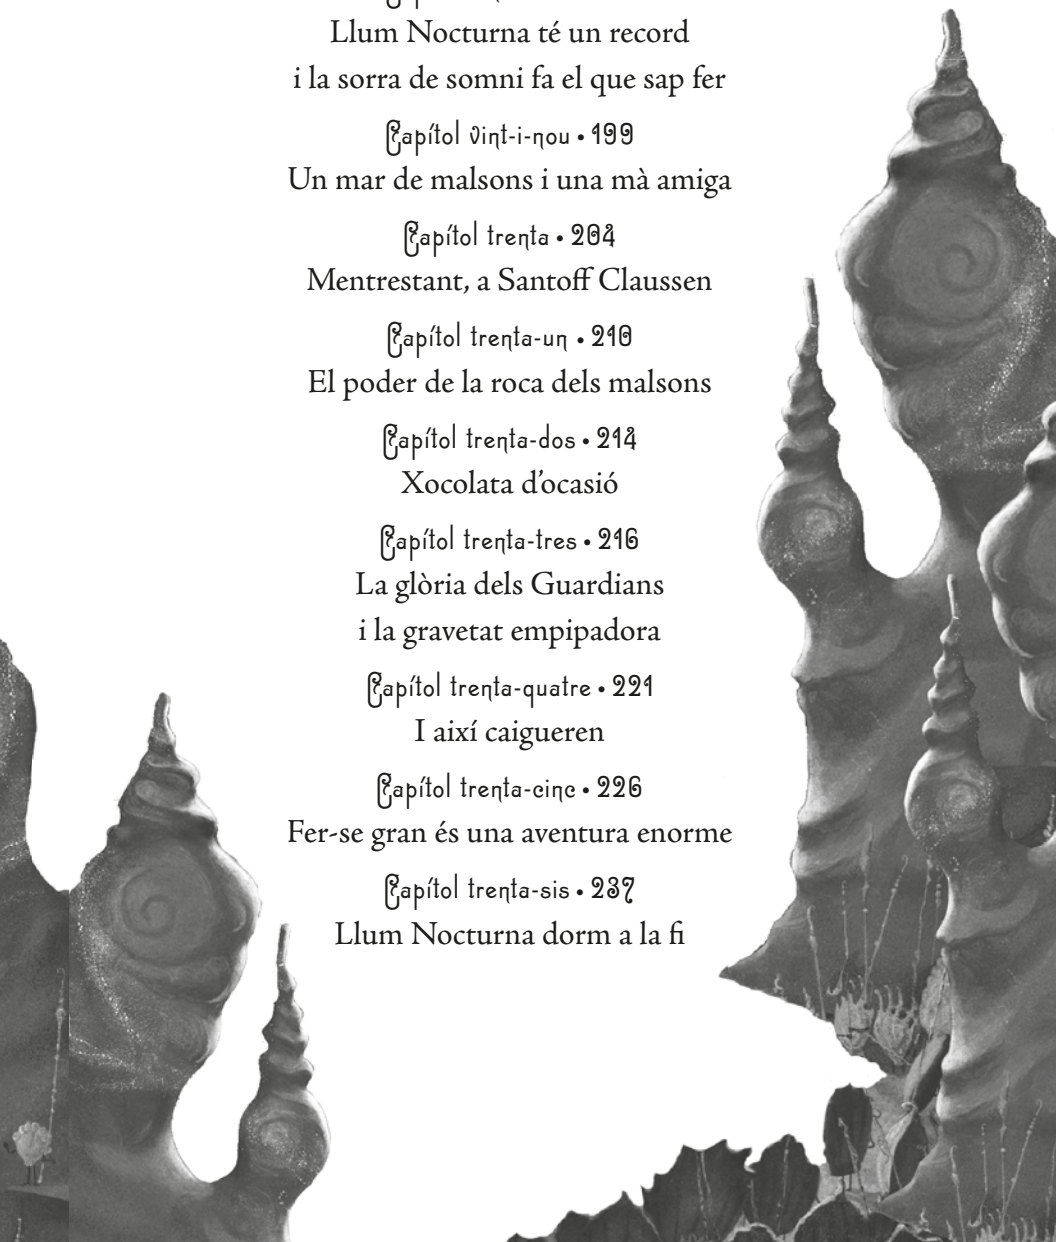 Llum Nocturna té un record
i la sorra de somni fa el que sap fer
Capítol vint-i-nou • 199
Un mar de malsons i una mà amiga
Capítol trenta • 204
Mentrestant, a Santoff Claussen
Capítol trenta-un • 210
El poder de la roca dels malsons
Capítol trenta-dos • 214
Xocolata d’ocasió
Capítol trenta-tres • 216
La glòria dels Guardians
i la gravetat empipadora
Capítol trenta-quatre • 221
I així caigueren
Capítol trenta-cinc • 226
Fer-se gran és una aventura enorme
Capítol trenta-sis • 237
Llum Nocturna dorm a la fi